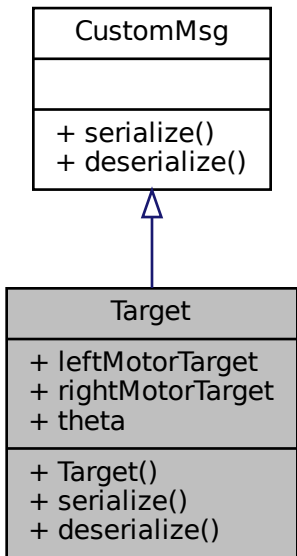 CustomMsg
+ serialize()
+ deserialize()
Target
+ leftMotorTarget
+ rightMotorTarget
+ theta
+ Target()
+ serialize()
+ deserialize()